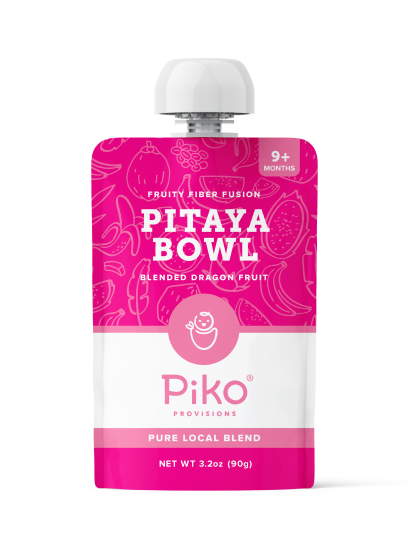 9+
MONTHS
FRUITY FIBER FUSION
PITAYA
BOWL
BLENDED DRAGON FRUIT
Piko®
PROVISIONS
PURE LOCAL BLEND
NET WT 3.2oz (90g)